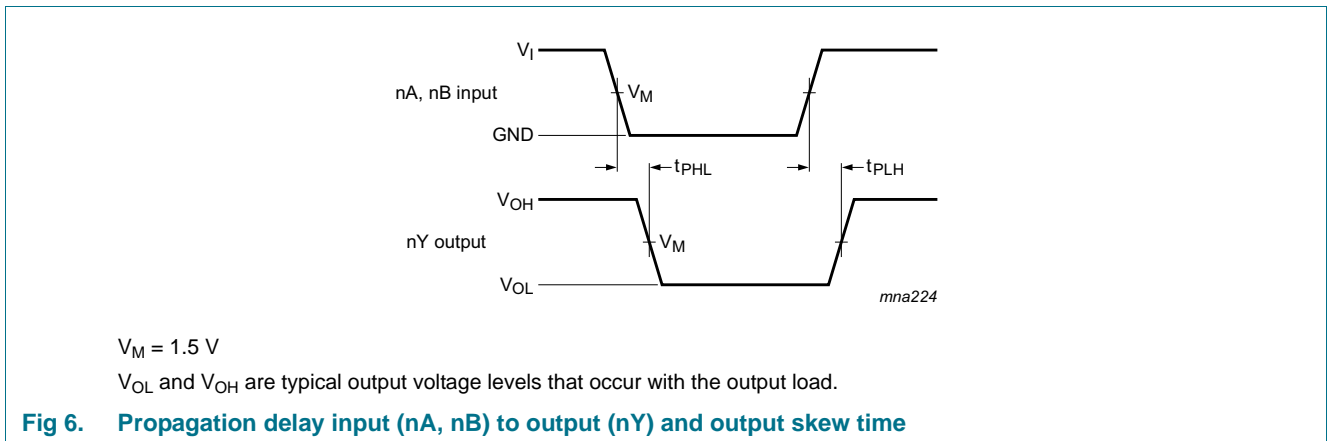 VI
nA, nB input
VM
GND
tPHL
tPLH
VOH
nY output
VM
VOL
mna224
VM = 1.5 V
VOL and VOH are typical output voltage levels that occur with the output load.
Fig 6. Propagation delay input (nA, nB) to output (nY) and output skew time